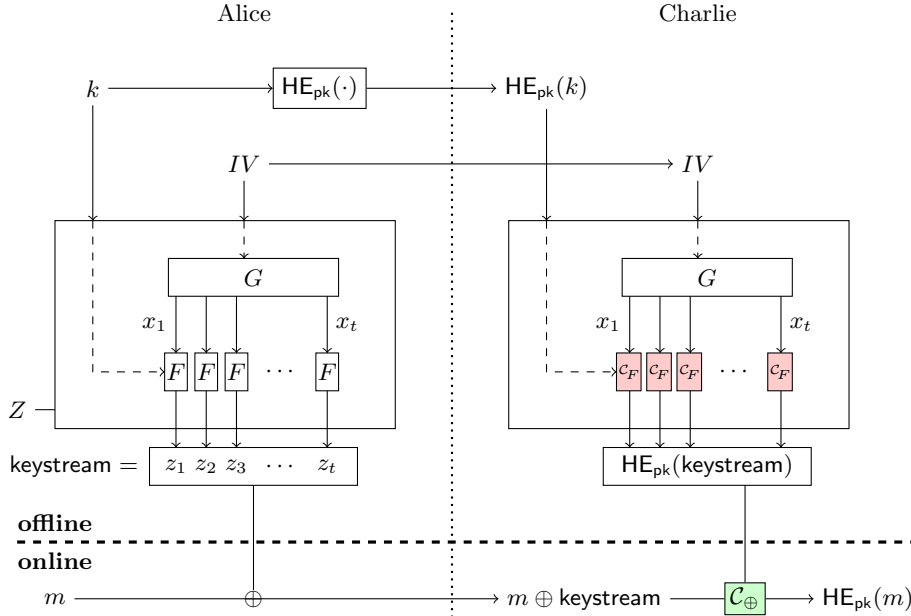 Alice Charlie
k HE_pk(·) HE_pk(k)
IV IV
G G
x_1 x_t x_1 x_t
F F F ⋯ F C_F C_F C_F ⋯ C_F
Z
keystream = z_1 z_2 z_3 ⋯ z_t HE_pk(keystream)
offline
online
m ⊕ m ⊕ keystream C_⊕ HE_pk(m)